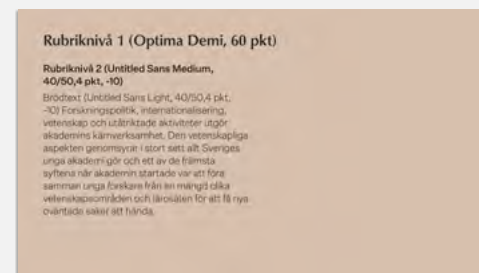 Rubriknivå 1 (Optima Demi, 60 pkt)
Rubriknivå 2 (Untitled Sans Medium,
40/50,4 pkt, -10)
Brödtext (Untitled Sans Light, 40/50,4 pkt,
-10) Forskningspolitik, internationalisering,
vetenskap och utåtriktade aktiviteter utgör
akademins kärnverksamhet. Den vetenskapliga
aspekten genomsyrar i stort sett allt Sveriges
unga akademi gör och ett av de främsta
syftena när akademin startade var att föra
samman unga forskare från en mängd olika
vetenskapsområden och lärosäten för att få nya
oväntade saker att hända.